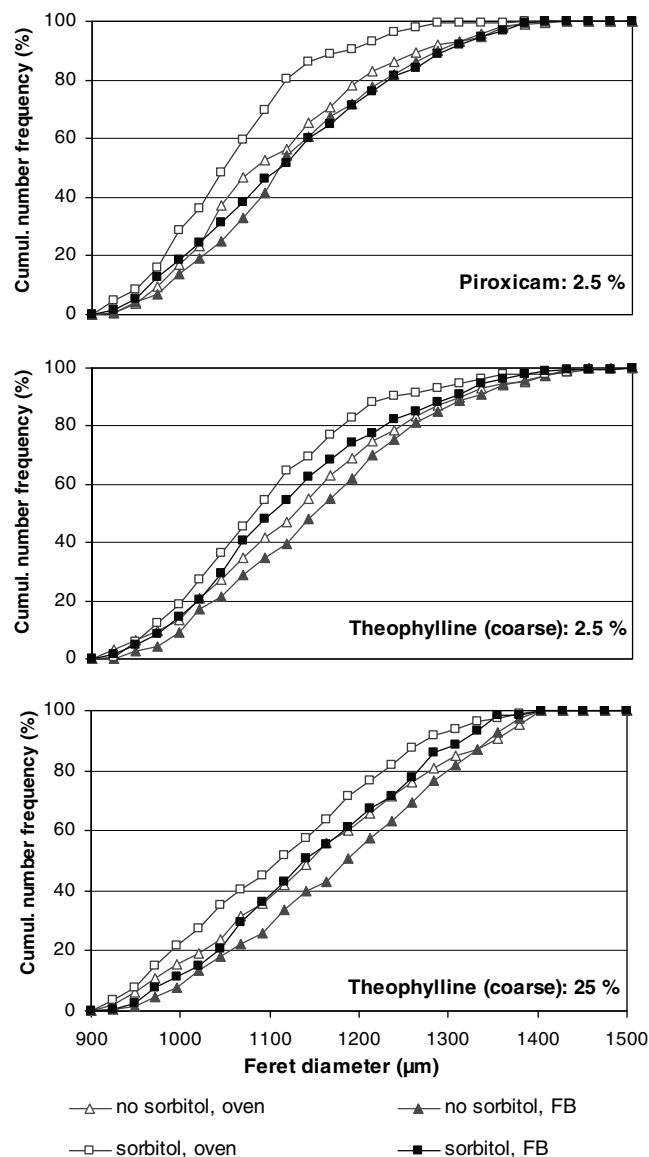 100
80
60
40
20
0
Cumul. number frequency (%)
Piroxicam: 2.5 %
100
80
60
40
20
0
Cumul. number frequency (%)
Theophylline (coarse): 2.5 %
100
80
60
40
20
0
Cumul. number frequency (%)
Theophylline (coarse): 25 %
900 1000 1100 1200 1300 1400 1500
Feret diameter (µm)
no sorbitol, oven no sorbitol, FB
sorbitol, oven sorbitol, FB